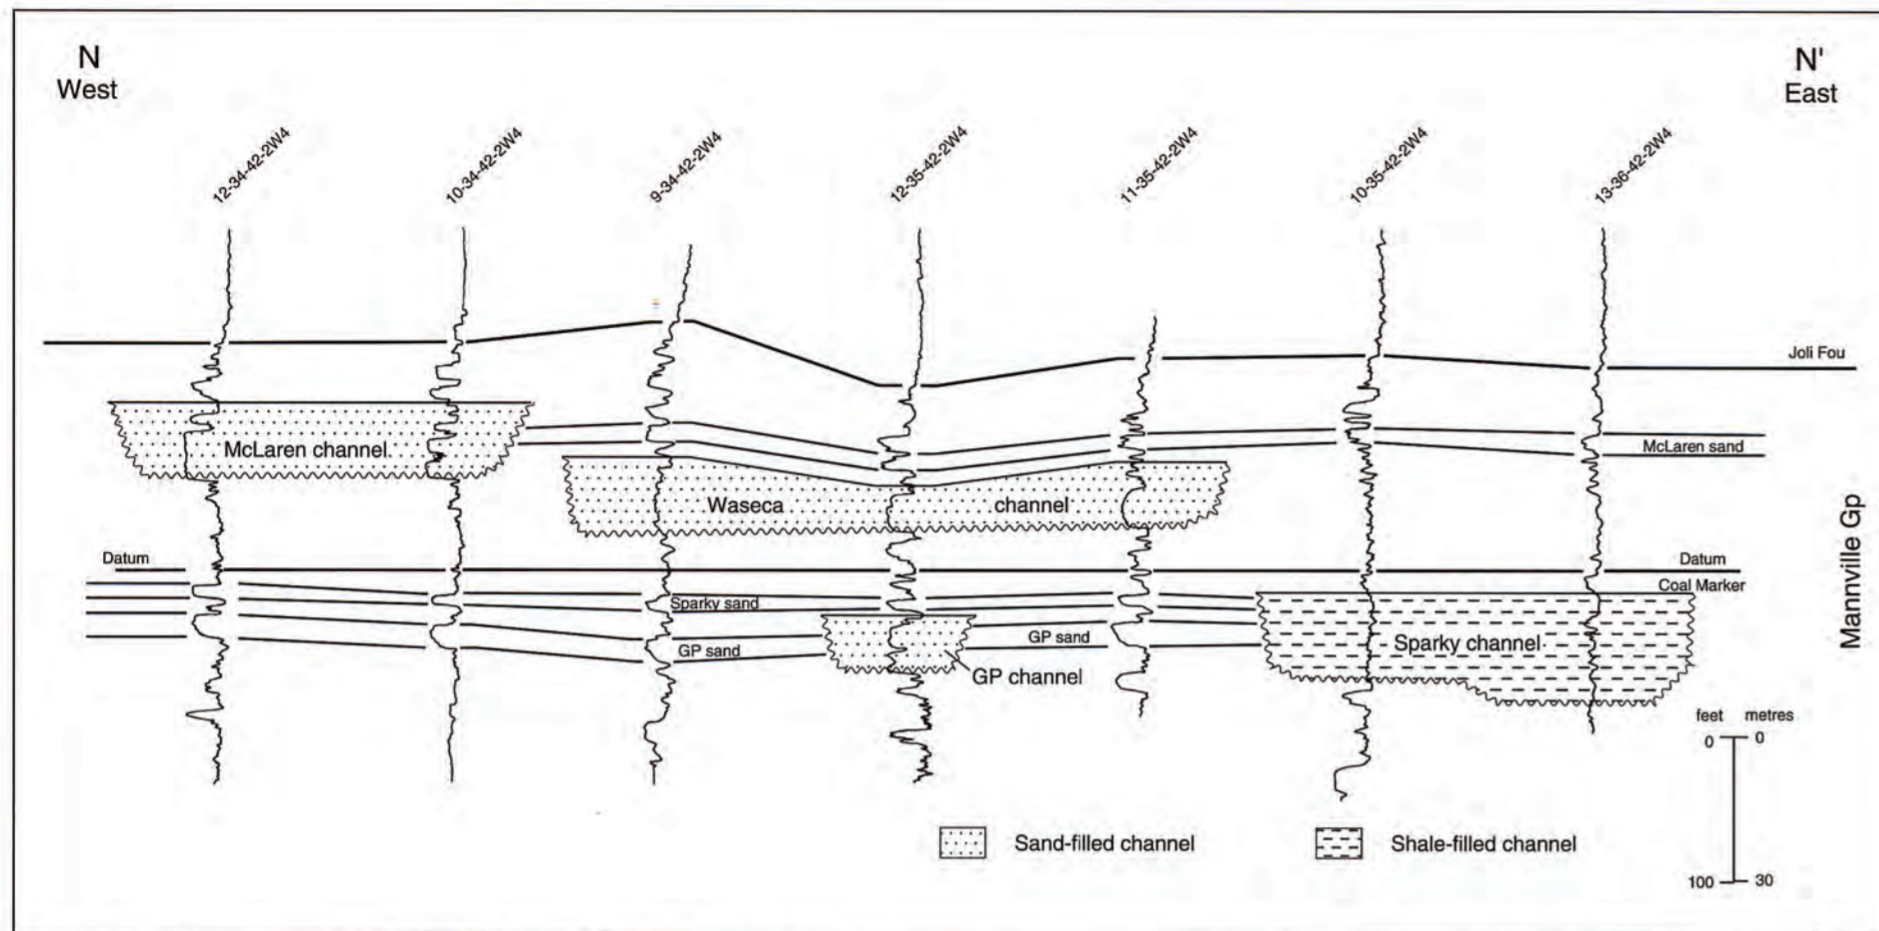 N
West
N'
East
12-34-42-2W4
10-34-42-2W4
9-34-42-2W4
12-35-42-2W4
11-35-42-2W4
10-35-42-2W4
13-36-42-2W4
Joli Fou
McLaren channel
McLaren sand
Waseca channel
Mannville Gp
Datum
Datum
Coal Marker
Sparky sand
GP sand
GP sand
Sparky channel
GP channel
feet metres
0 0
100 30
Sand-filled channel
Shale-filled channel